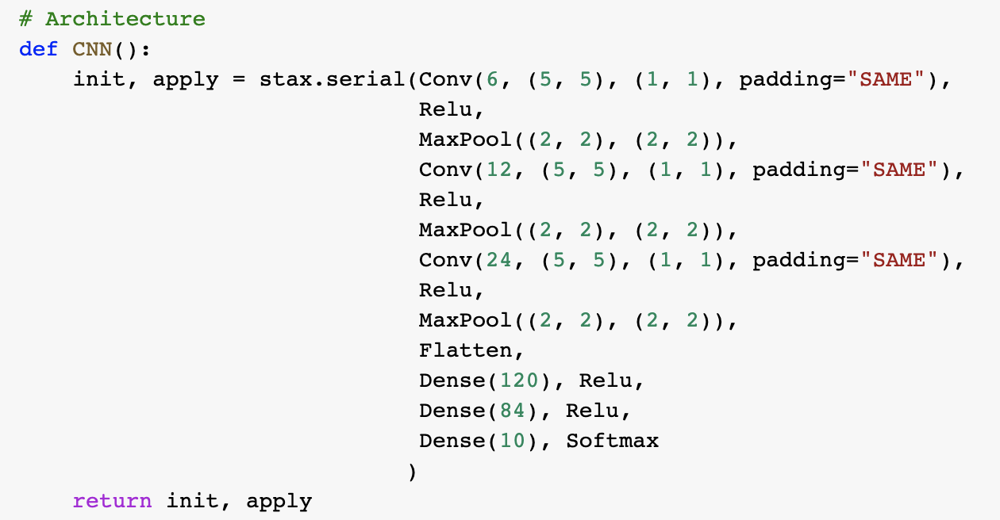 # Architecture
def CNN():
    init, apply = stax.serial(Conv(6, (5, 5), (1, 1), padding="SAME"),
                              Relu,
                              MaxPool((2, 2), (2, 2)),
                              Conv(12, (5, 5), (1, 1), padding="SAME"),
                              Relu,
                              MaxPool((2, 2), (2, 2)),
                              Conv(24, (5, 5), (1, 1), padding="SAME"),
                              Relu,
                              MaxPool((2, 2), (2, 2)),
                              Flatten,
                              Dense(120), Relu,
                              Dense(84), Relu,
                              Dense(10), Softmax
                             )
    return init, apply